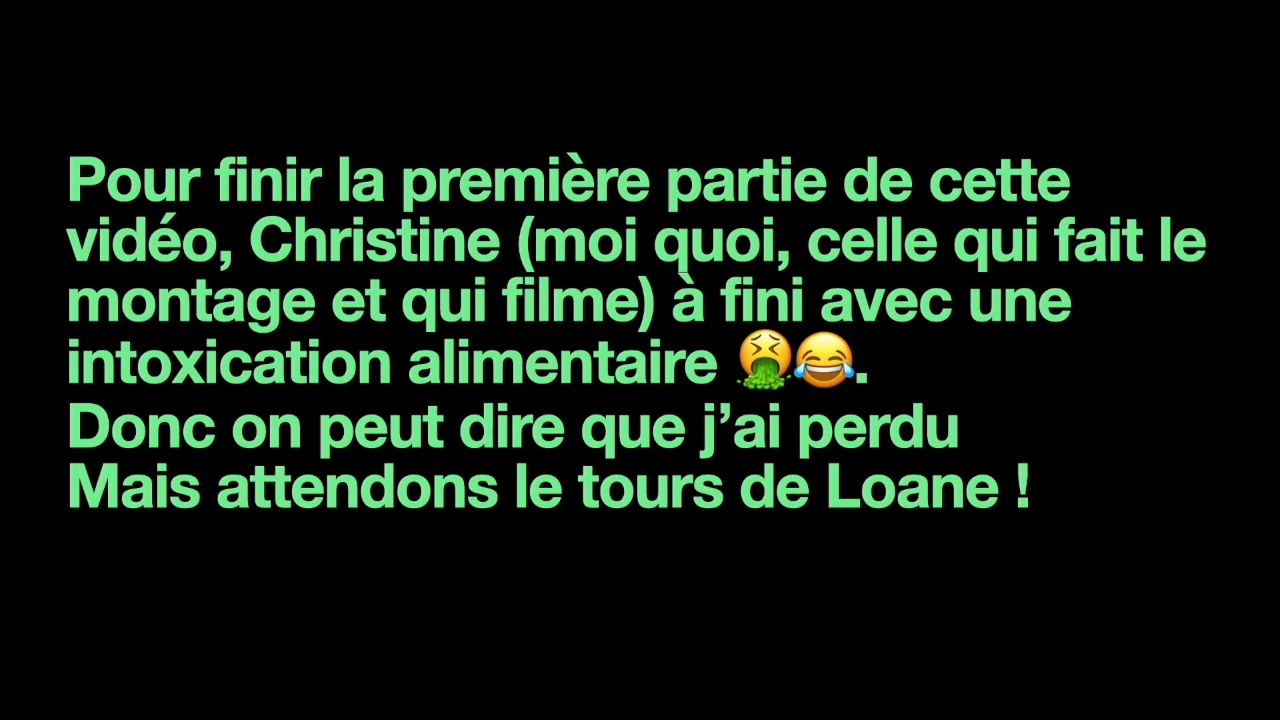 Pour finir la première partie de cette
vidéo, Christine (moi quoi, celle qui fait le
montage et qui filme) à fini avec une
intoxication alimentaire 🤮😂.
Donc on peut dire que j’ai perdu
Mais attendons le tours de Loane !